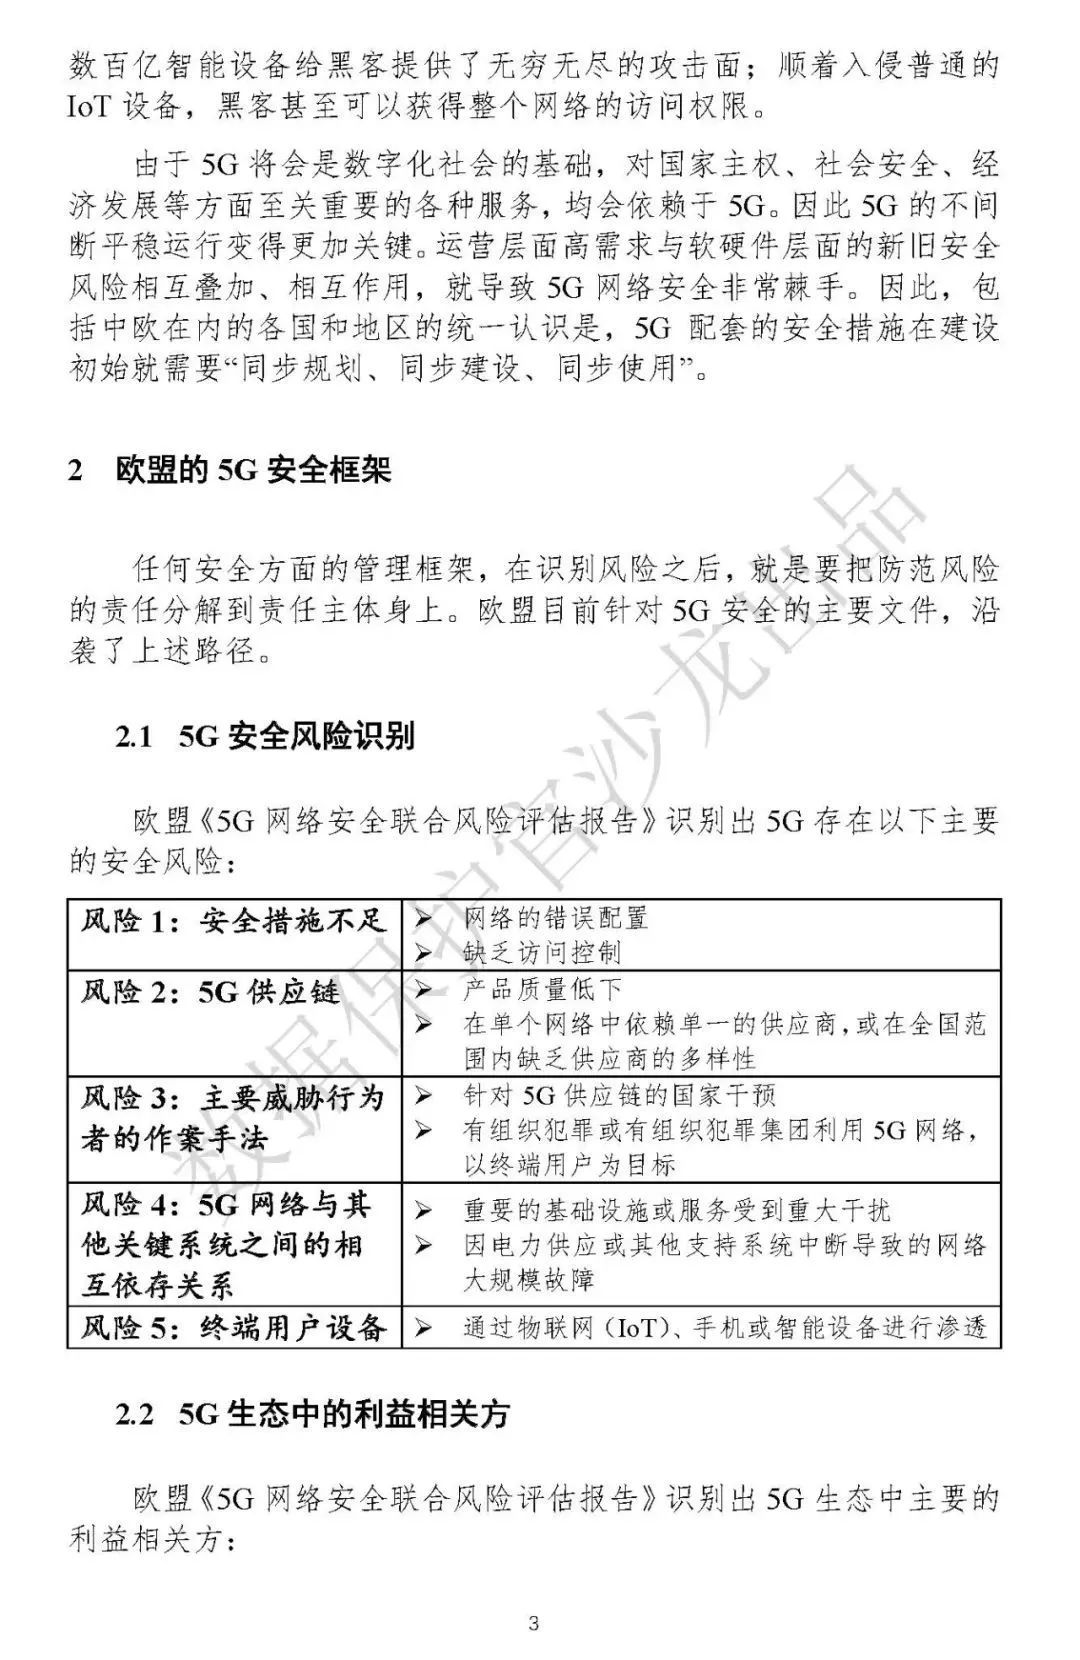 数百亿智能设备给黑客提供了无穷无尽的攻击面；顺着入侵普通的
IoT 设备，黑客甚至可以获得整个网络的访问权限。
由于 5G 将会是数字化社会的基础，对国家主权、社会安全、经
济发展等方面至关重要的各种服务，均会依赖于 5G。因此 5G 的不间
断平稳运行变得更加关键。运营层面高需求与软硬件层面的新旧安全
风险相互叠加、相互作用，就导致 5G 网络安全非常棘手。因此，包
括中欧在内的各国和地区的统一认识是，5G 配套的安全措施在建设
初始就需要“同步规划、同步建设、同步使用”。
2 欧盟的 5G 安全框架
任何安全方面的管理框架，在识别风险之后，就是要把防范风险
的责任分解到责任主体身上。欧盟目前针对 5G 安全的主要文件，沿
袭了上述路径。
2.1 5G 安全风险识别
欧盟《5G 网络安全联合风险评估报告》识别出 5G 存在以下主要
的安全风险：
风险 1：安全措施不足
➢ 网络的错误配置
➢ 缺乏访问控制
风险 2：5G 供应链
➢ 产品质量低下
➢ 在单个网络中依赖单一的供应商，或在全国范
围内缺乏供应商的多样性
风险 3：主要威胁行为
者的作案手法
➢ 针对 5G 供应链的国家干预
➢ 有组织犯罪或有组织犯罪集团利用 5G 网络，
以终端用户为目标
风险 4：5G 网络与其
他关键系统之间的相
互依存关系
➢ 重要的基础设施或服务受到重大干扰
➢ 因电力供应或其他支持系统中断导致的网络
大规模故障
风险 5：终端用户设备
➢ 通过物联网（IoT）、手机或智能设备进行渗透
2.2 5G 生态中的利益相关方
欧盟《5G 网络安全联合风险评估报告》识别出 5G 生态中主要的
利益相关方：
3
数据保护官沙龙出品